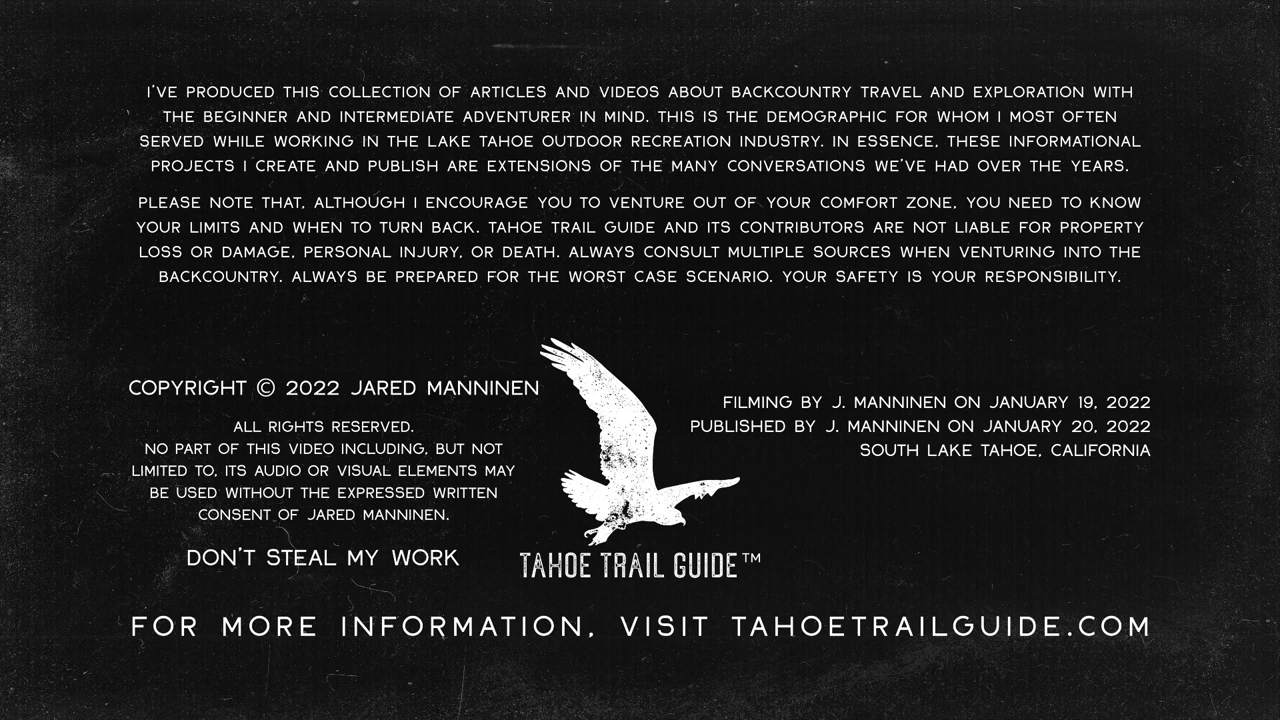 I'VE PRODUCED THIS COLLECTION OF ARTICLES AND VIDEOS ABOUT BACKCOUNTRY TRAVEL AND EXPLORATION WITH
THE BEGINNER AND INTERMEDIATE ADVENTURER IN MIND. THIS IS THE DEMOGRAPHIC FOR WHOM I MOST OFTEN
SERVED WHILE WORKING IN THE LAKE TAHOE OUTDOOR RECREATION INDUSTRY. IN ESSENCE, THESE INFORMATIONAL
PROJECTS I CREATE AND PUBLISH ARE EXTENSIONS OF THE MANY CONVERSATIONS WE'VE HAD OVER THE YEARS.
PLEASE NOTE THAT, ALTHOUGH I ENCOURAGE YOU TO VENTURE OUT OF YOUR COMFORT ZONE, YOU NEED TO KNOW
YOUR LIMITS AND WHEN TO TURN BACK. TAHOE TRAIL GUIDE AND ITS CONTRIBUTORS ARE NOT LIABLE FOR PROPERTY
LOSS OR DAMAGE, PERSONAL INJURY, OR DEATH. ALWAYS CONSULT MULTIPLE SOURCES WHEN VENTURING INTO THE
BACKCOUNTRY. ALWAYS BE PREPARED FOR THE WORST CASE SCENARIO. YOUR SAFETY IS YOUR RESPONSIBILITY.
COPYRIGHT © 2022 JARED MANNINEN
ALL RIGHTS RESERVED.
NO PART OF THIS VIDEO INCLUDING, BUT NOT
LIMITED TO, ITS AUDIO OR VISUAL ELEMENTS MAY
BE USED WITHOUT THE EXPRESSED WRITTEN
CONSENT OF JARED MANNINEN.
DON'T STEAL MY WORK
TAHOE TRAIL GUIDE™
FILMING BY J. MANNINEN ON JANUARY 19, 2022
PUBLISHED BY J. MANNINEN ON JANUARY 20, 2022
SOUTH LAKE TAHOE, CALIFORNIA
FOR MORE INFORMATION, VISIT TAHOETRAILGUIDE.COM